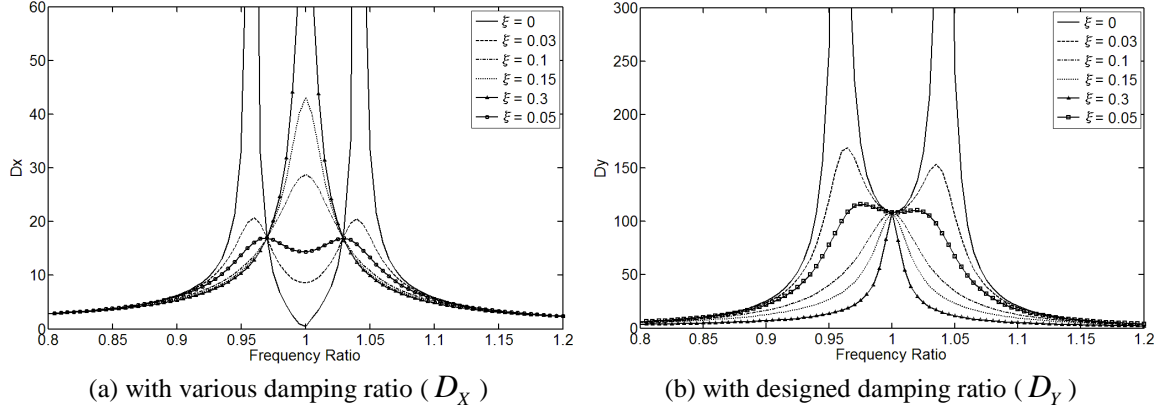 60
50
40
30
20
10
0
Dx
0.8 0.85 0.9 0.95 1 1.05 1.1 1.15 1.2
Frequency Ratio
ξ = 0
ξ = 0.03
ξ = 0.1
ξ = 0.15
ξ = 0.3
ξ = 0.05
(a) with various damping ratio ( D_X )
300
250
200
150
100
50
0
Dy
0.8 0.85 0.9 0.95 1 1.05 1.1 1.15 1.2
Frequency Ratio
ξ = 0
ξ = 0.03
ξ = 0.1
ξ = 0.15
ξ = 0.3
ξ = 0.05
(b) with designed damping ratio ( D_Y )